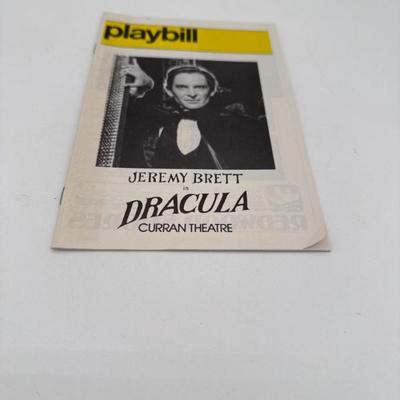 playbill
JEREMY BRETT
in
DRACULA
CURRAN THEATRE